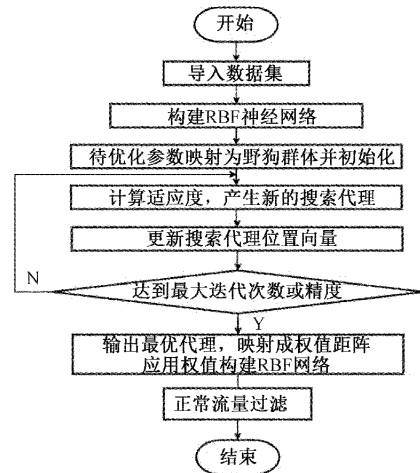 开始
导入数据集
构建RBF神经网络
待优化参数映射为野狗群体并初始化
计算适应度，产生新的搜索代理
更新搜索代理位置向量
达到最大迭代次数或精度
N
Y
输出最优代理，映射成权值距阵
应用权值构建RBF网络
正常流量过滤
结束